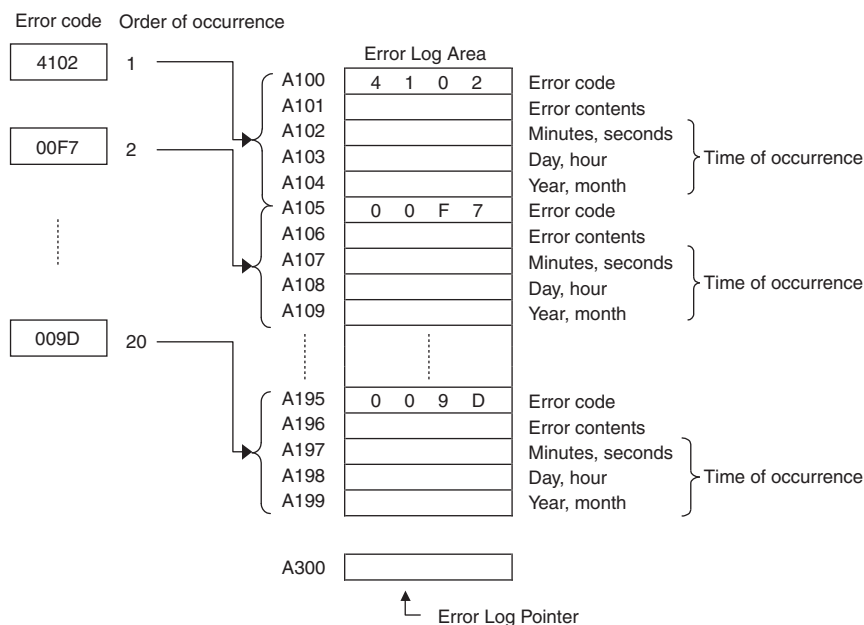 Error code Order of occurrence
Error Log Area
4102 1
A100 4 1 0 2 Error code
A101 Error contents
A102 Minutes, seconds
A103 Day, hour
A104 Year, month
Time of occurrence
00F7 2
A105 0 0 F 7 Error code
A106 Error contents
A107 Minutes, seconds
A108 Day, hour
A109 Year, month
Time of occurrence
009D 20
A195 0 0 9 D Error code
A196 Error contents
A197 Minutes, seconds
A198 Day, hour
A199 Year, month
Time of occurrence
A300
Error Log Pointer